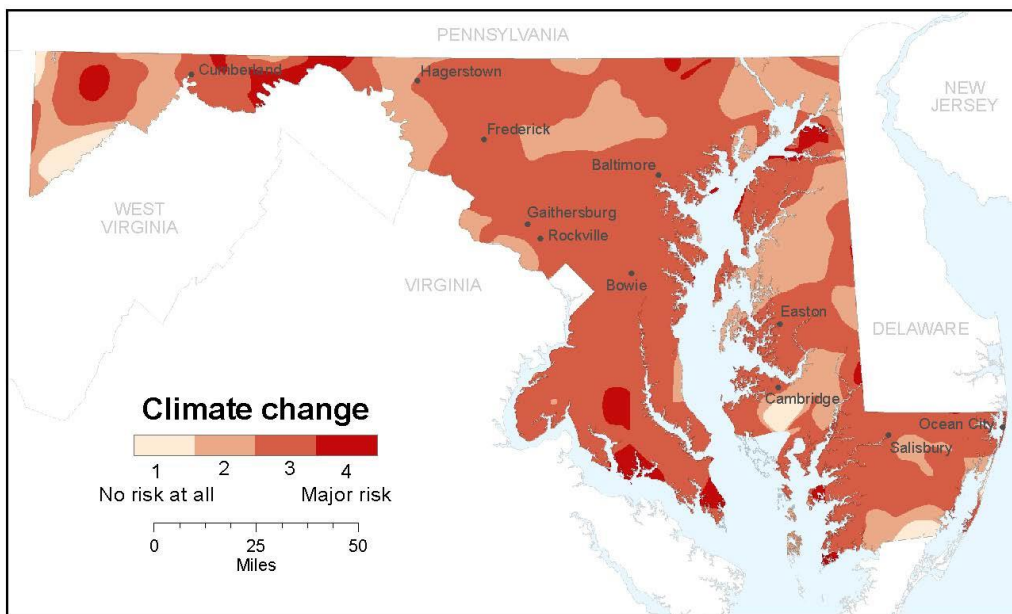 PENNSYLVANIA
Cumberland
Hagerstown
NEW
JERSEY
Frederick
Baltimore
WEST
VIRGINIA
Gaithersburg
Rockville
VIRGINIA
Bowie
Easton
DELAWARE
Cambridge
Ocean City
Salisbury
Climate change
1 2 3 4
No risk at all Major risk
0 25 50
Miles